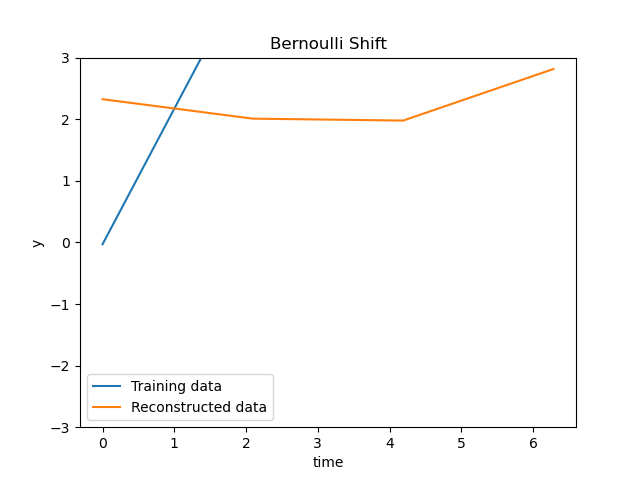 Bernoulli Shift
3
2
1
0
−1
−2
−3
y
Training data
Reconstructed data
0 1 2 3 4 5 6
time